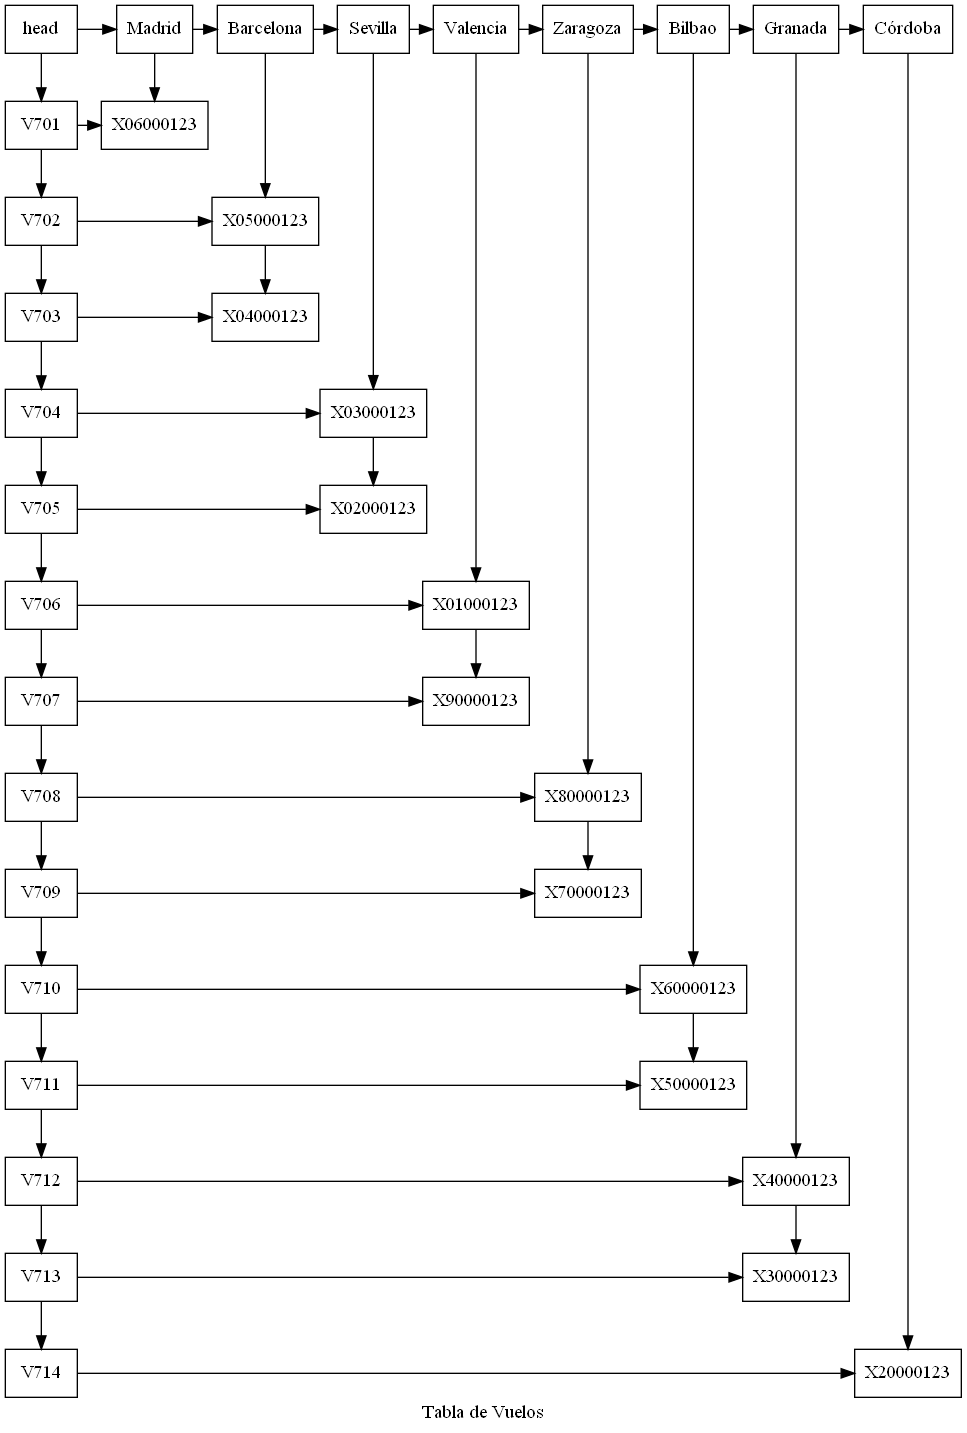 head Madrid Barcelona Sevilla Valencia Zaragoza Bilbao Granada Córdoba
V701 X06000123
V702 X05000123
V703 X04000123
V704 X03000123
V705 X02000123
V706 X01000123
V707 X90000123
V708 X80000123
V709 X70000123
V710 X60000123
V711 X50000123
V712 X40000123
V713 X30000123
V714 X20000123
Tabla de Vuelos